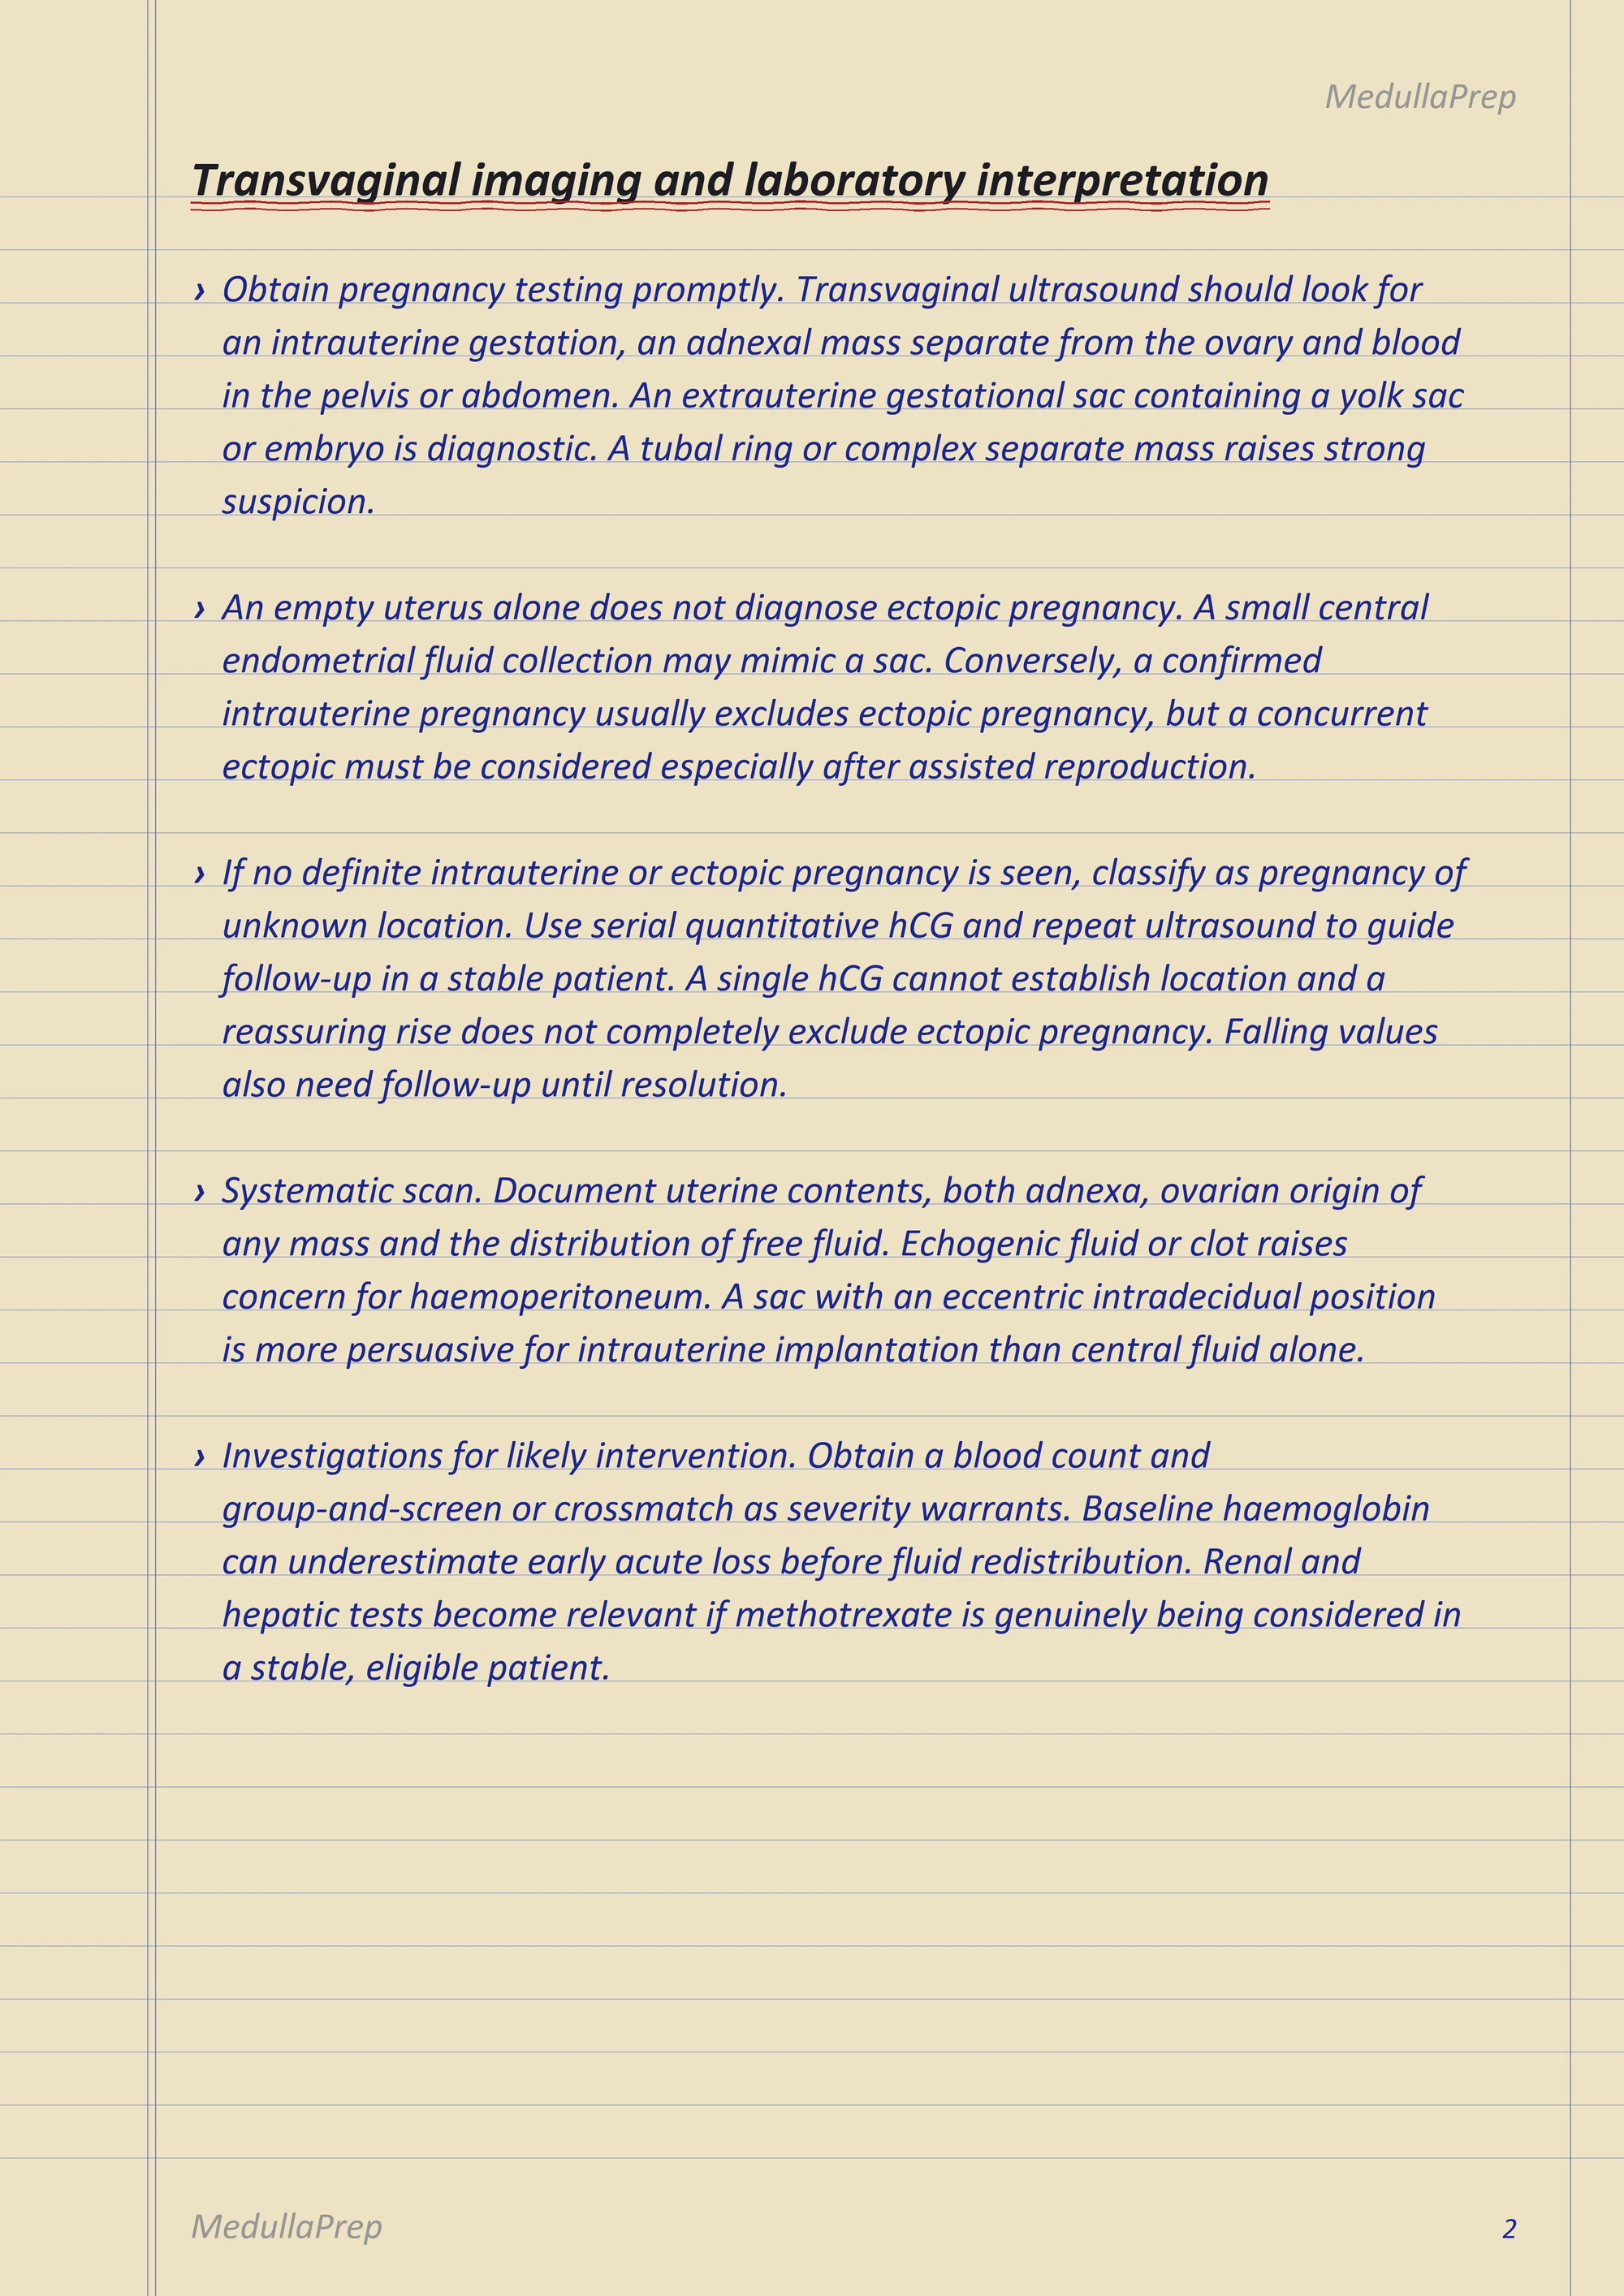 MedullaPrep
Transvaginal imaging and laboratory interpretation
› Obtain pregnancy testing promptly. Transvaginal ultrasound should look for
an intrauterine gestation, an adnexal mass separate from the ovary and blood
in the pelvis or abdomen. An extrauterine gestational sac containing a yolk sac
or embryo is diagnostic. A tubal ring or complex separate mass raises strong
suspicion.
› An empty uterus alone does not diagnose ectopic pregnancy. A small central
endometrial fluid collection may mimic a sac. Conversely, a confirmed
intrauterine pregnancy usually excludes ectopic pregnancy, but a concurrent
ectopic must be considered especially after assisted reproduction.
› If no definite intrauterine or ectopic pregnancy is seen, classify as pregnancy of
unknown location. Use serial quantitative hCG and repeat ultrasound to guide
follow-up in a stable patient. A single hCG cannot establish location and a
reassuring rise does not completely exclude ectopic pregnancy. Falling values
also need follow-up until resolution.
› Systematic scan. Document uterine contents, both adnexa, ovarian origin of
any mass and the distribution of free fluid. Echogenic fluid or clot raises
concern for haemoperitoneum. A sac with an eccentric intradecidual position
is more persuasive for intrauterine implantation than central fluid alone.
› Investigations for likely intervention. Obtain a blood count and
group-and-screen or crossmatch as severity warrants. Baseline haemoglobin
can underestimate early acute loss before fluid redistribution. Renal and
hepatic tests become relevant if methotrexate is genuinely being considered in
a stable, eligible patient.
MedullaPrep
2